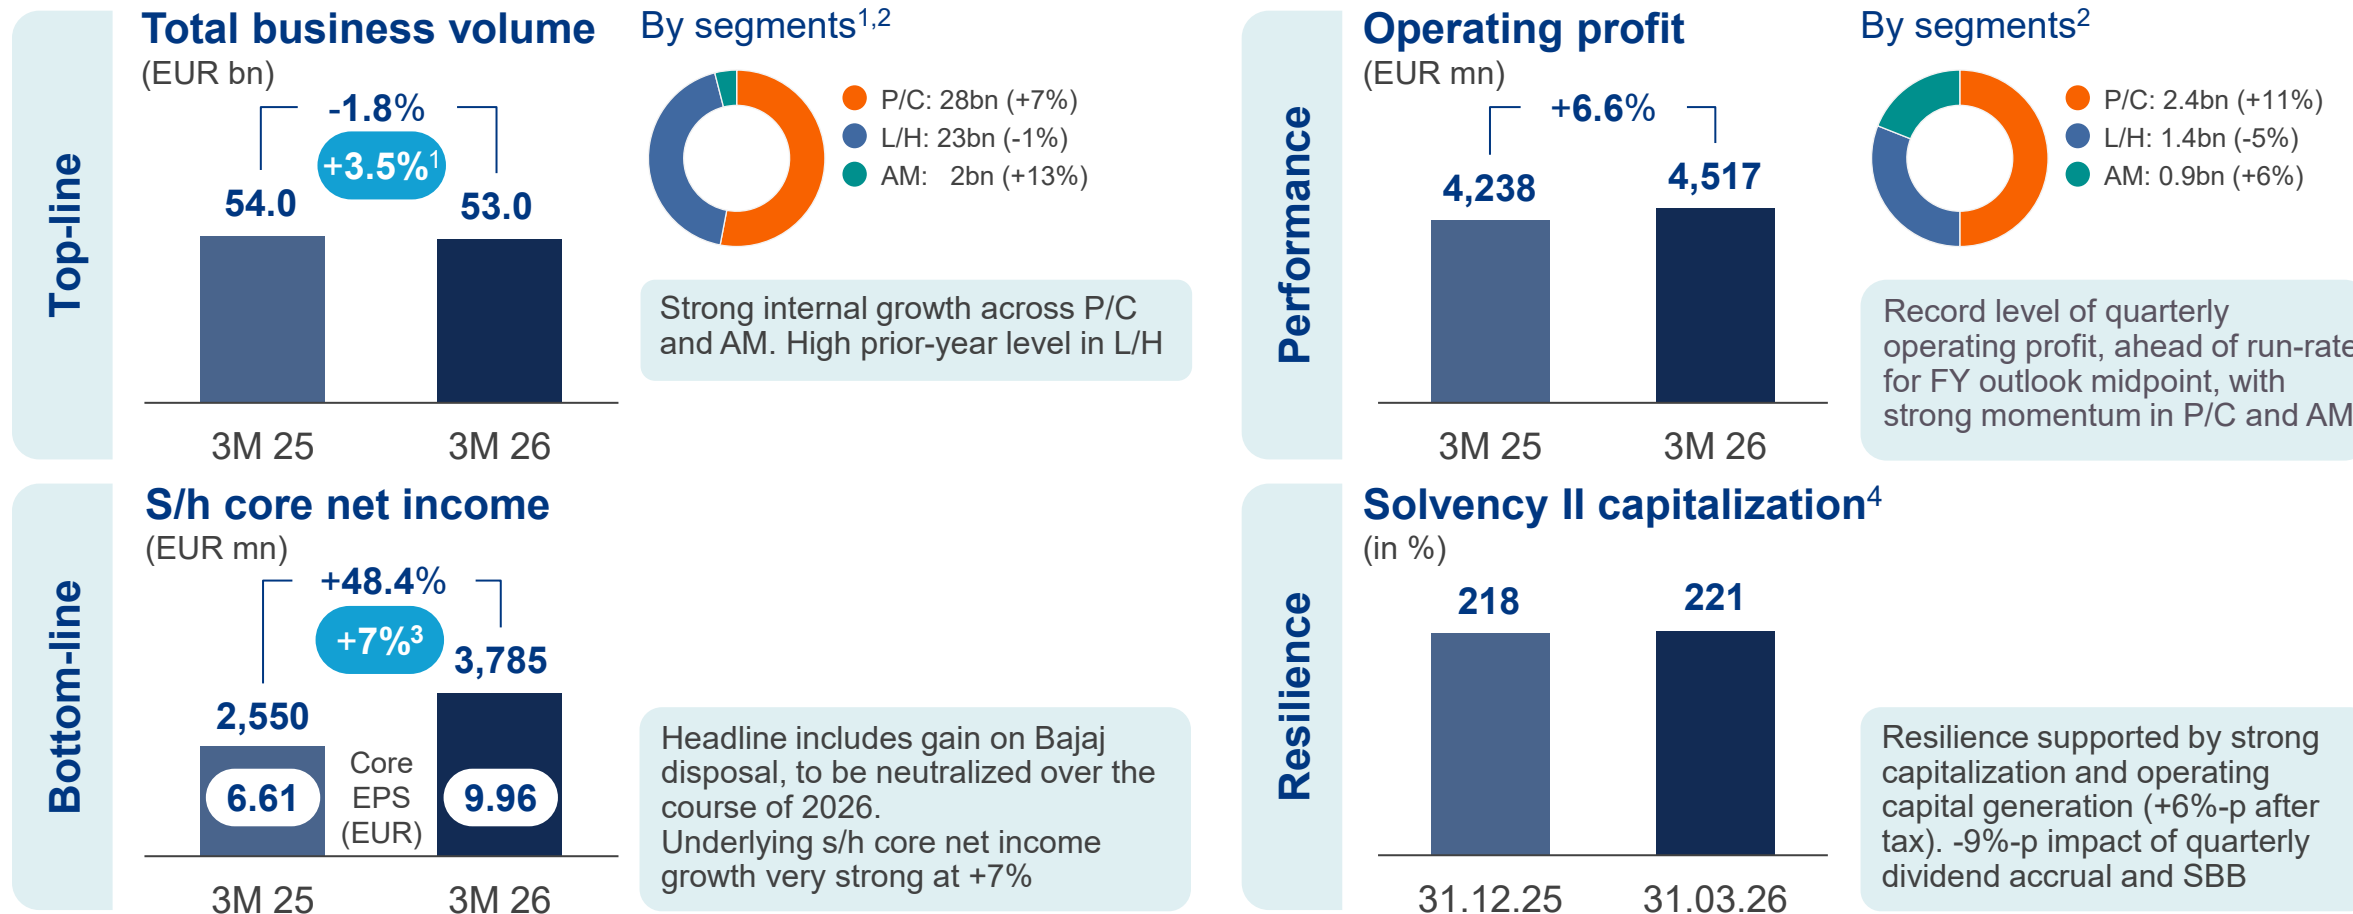 Top-line
Total business volume
(EUR bn)
-1.8%
+3.5%¹
54.0
53.0
3M 25
3M 26
By segments¹,²
P/C: 28bn (+7%)
L/H: 23bn (-1%)
AM: 2bn (+13%)
Strong internal growth across P/C
and AM. High prior-year level in L/H
Performance
Operating profit
(EUR mn)
+6.6%
4,238
4,517
3M 25
3M 26
By segments²
P/C: 2.4bn (+11%)
L/H: 1.4bn (-5%)
AM: 0.9bn (+6%)
Record level of quarterly
operating profit, ahead of run-rate
for FY outlook midpoint, with
strong momentum in P/C and AM
Bottom-line
S/h core net income
(EUR mn)
+48.4%
+7%³
2,550
3,785
6.61
Core
EPS
(EUR)
9.96
3M 25
3M 26
Headline includes gain on Bajaj
disposal, to be neutralized over the
course of 2026.
Underlying s/h core net income
growth very strong at +7%
Resilience
Solvency II capitalization⁴
(in %)
218
221
31.12.25
31.03.26
Resilience supported by strong
capitalization and operating
capital generation (+6%-p after
tax). -9%-p impact of quarterly
dividend accrual and SBB